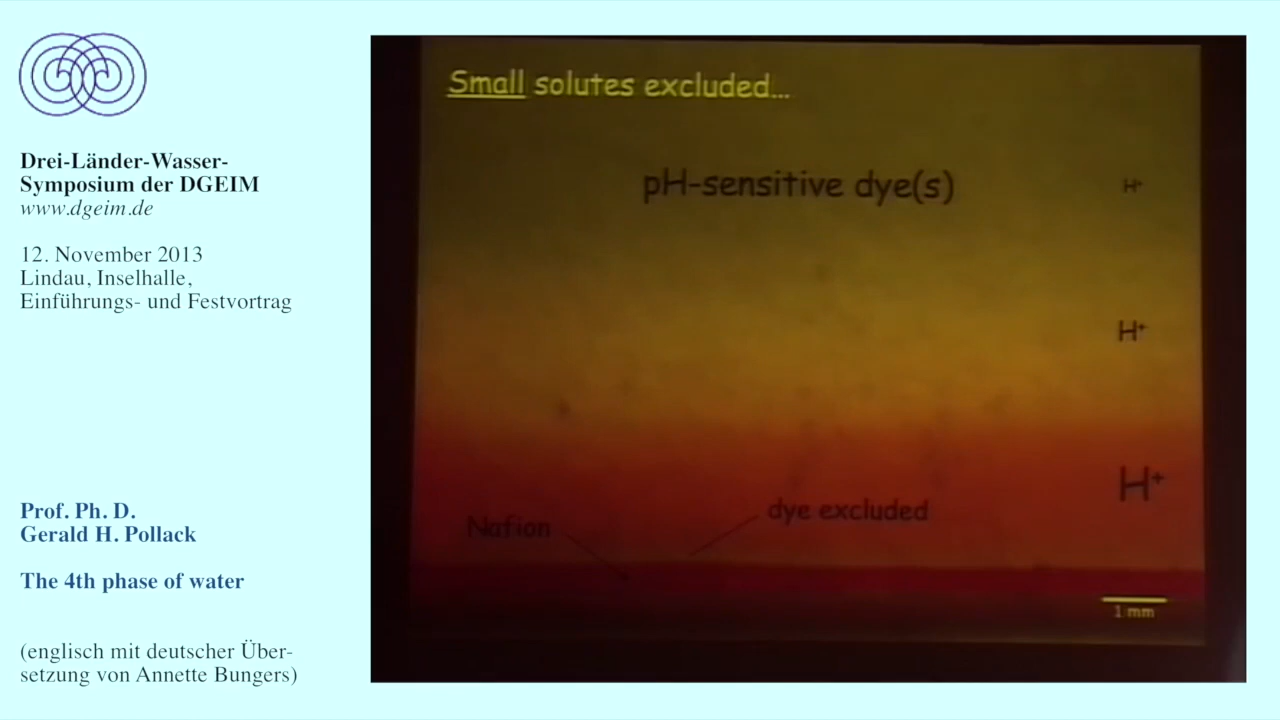 Drei-Länder-Wasser-
Symposium der DGEIM
www.dgeim.de
12. November 2013
Lindau, Inselhalle,
Einführungs- und Festvortrag
Prof. Ph. D.
Gerald H. Pollack
The 4th phase of water
(englisch mit deutscher Über-
setzung von Annette Bungers)
Small solutes excluded...
pH-sensitive dye(s)
H+
H+
H+
dye excluded
Nafion
1 mm